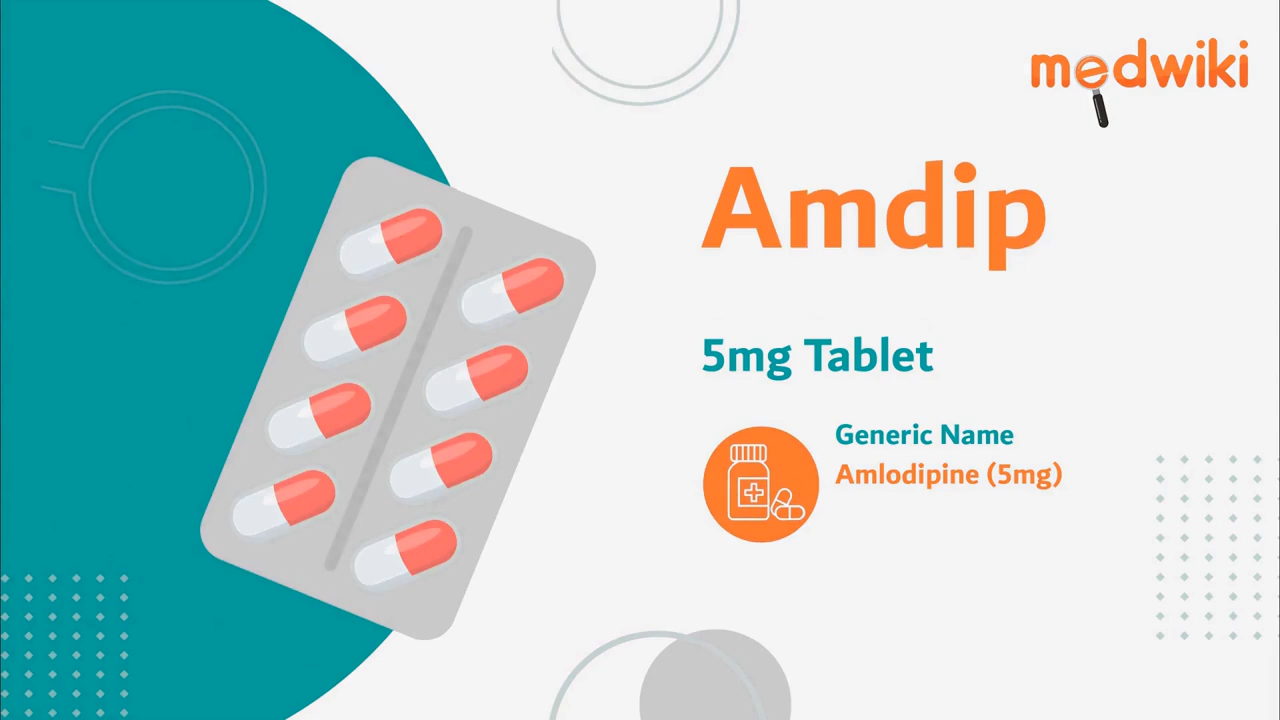 medwiki
Amdip
5mg Tablet
Generic Name
Amlodipine (5mg)